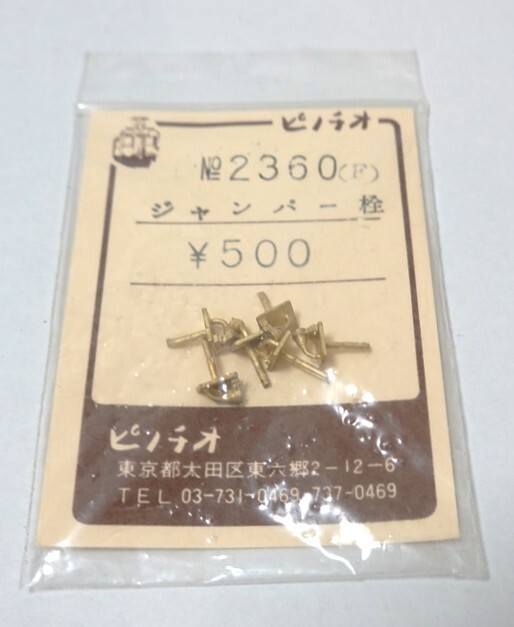 ピノチオ
№2360(F)
ジャンパー栓
¥500
ピノチオ
東京都太田区東六郷2-12-6
TEL 03-731-0469 737-0469